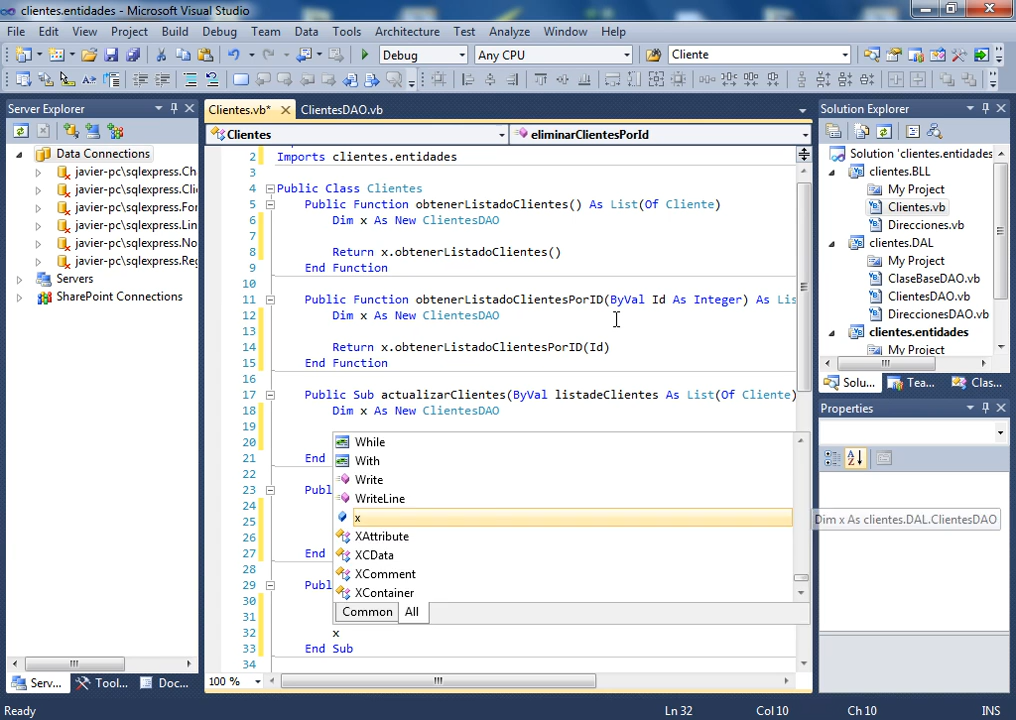 clientes.entidades - Microsoft Visual Studio
File Edit View Project Build Debug Team Data Tools Architecture Test Analyze Window Help
Debug Any CPU Cliente
Server Explorer
Data Connections
javier-pc\sqlexpress.Ch
javier-pc\sqlexpress.Cli
javier-pc\sqlexpress.For
javier-pc\sqlexpress.Lin
javier-pc\sqlexpress.No
javier-pc\sqlexpress.Reg
Servers
SharePoint Connections
Serv... Tool... Doc...
Clientes.vb* ClientesDAO.vb
Clientes eliminarClientesPorId
2 Imports clientes.entidades
3
4 Public Class Clientes
5 Public Function obtenerListadoClientes() As List(Of Cliente)
6 Dim x As New ClientesDAO
7
8 Return x.obtenerListadoClientes()
9 End Function
10
11 Public Function obtenerListadoClientesPorID(ByVal Id As Integer) As Lis
12 Dim x As New ClientesDAO
13
14 Return x.obtenerListadoClientesPorID(Id)
15 End Function
16
17 Public Sub actualizarClientes(ByVal listadeClientes As List(Of Cliente)
18 Dim x As New ClientesDAO
19
20
21 End
22
23 Publ
24
25
26
27 End
28
29 Publ
30
31
32 x
33 End Sub
34
While
With
Write
WriteLine
x
XAttribute
XCData
XComment
XContainer
Common All
Dim x As clientes.DAL.ClientesDAO
100 %
Solution Explorer
Solution 'clientes.entidades
clientes.BLL
My Project
Clientes.vb
Direcciones.vb
clientes.DAL
My Project
ClaseBaseDAO.vb
ClientesDAO.vb
DireccionesDAO.vb
clientes.entidades
My Project
Solu... Tea... Clas...
Properties
Ready Ln 32 Col 10 Ch 10 INS